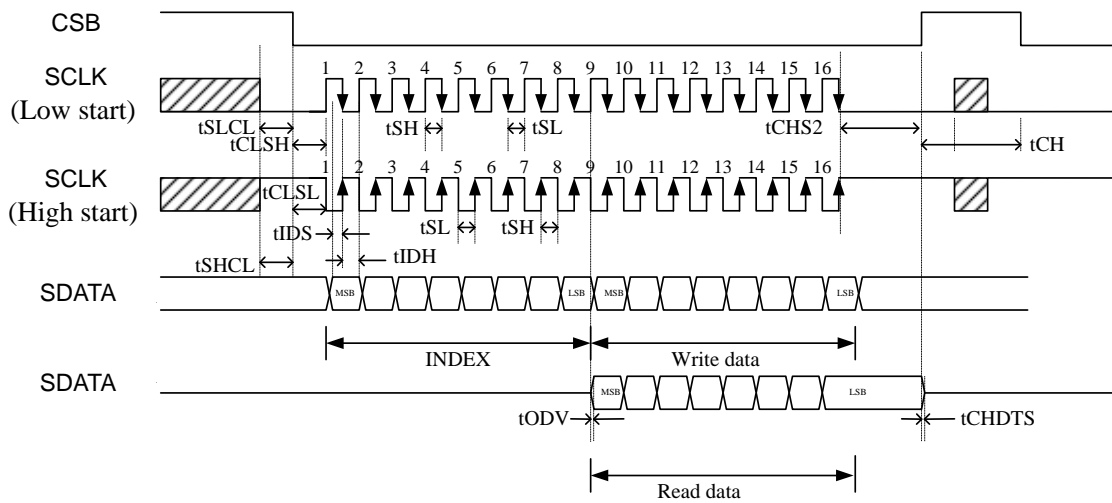 CSB
SCLK
(Low start)
1 2 3 4 5 6 7 8 9 10 11 12 13 14 15 16
tSLCL
tCLSH
tSH
tSL
tCHS2
tCH
SCLK
(High start)
1 2 3 4 5 6 7 8 9 10 11 12 13 14 15 16
tCLSL
tIDS
tSL
tSH
tIDH
tSHCL
SDATA
MSB LSB MSB LSB
INDEX Write data
SDATA
MSB LSB
tODV tCHDTS
Read data